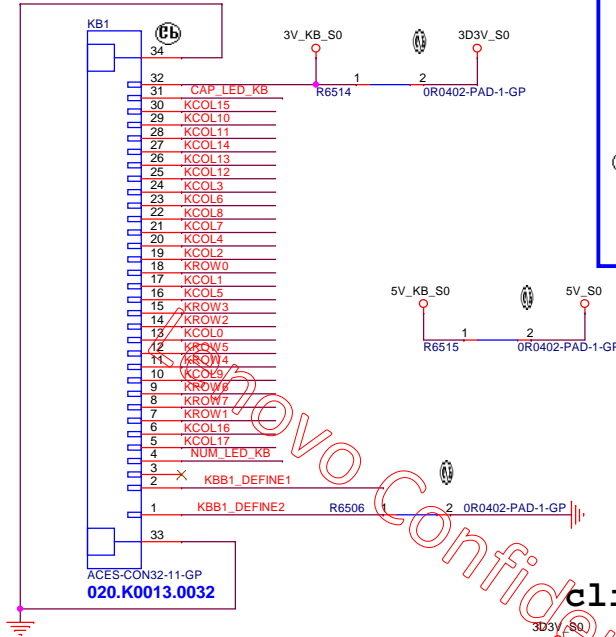 KB1
34
3V_KB_S0
3D3V_S0
32
1 2
R6514 0R0402-PAD-1-GP
31 CAP_LED_KB
30 KCOL15
29 KCOL10
28 KCOL11
27 KCOL14
26 KCOL13
25 KCOL12
24 KCOL3
23 KCOL6
22 KCOL8
21 KCOL7
20 KCOL4
19 KCOL2
18 KROW0
17 KCOL1
16 KCOL5
15 KROW3
14 KROW2
13 KCOL0
12 KROW5
11 KROW4
10 KCOL9
9 KROW6
8 KROW7
7 KROW1
6 KCOL16
5 KCOL17
4 NUM_LED_KB
3
2 KBB1_DEFINE1
1 KBB1_DEFINE2 R6506 1 2 0R0402-PAD-1-GP
33
5V_KB_S0 5V_S0
1 2
R6515 0R0402-PAD-1-GP
ACES-CON32-11-GP
020.K0013.0032
3D3V_S0